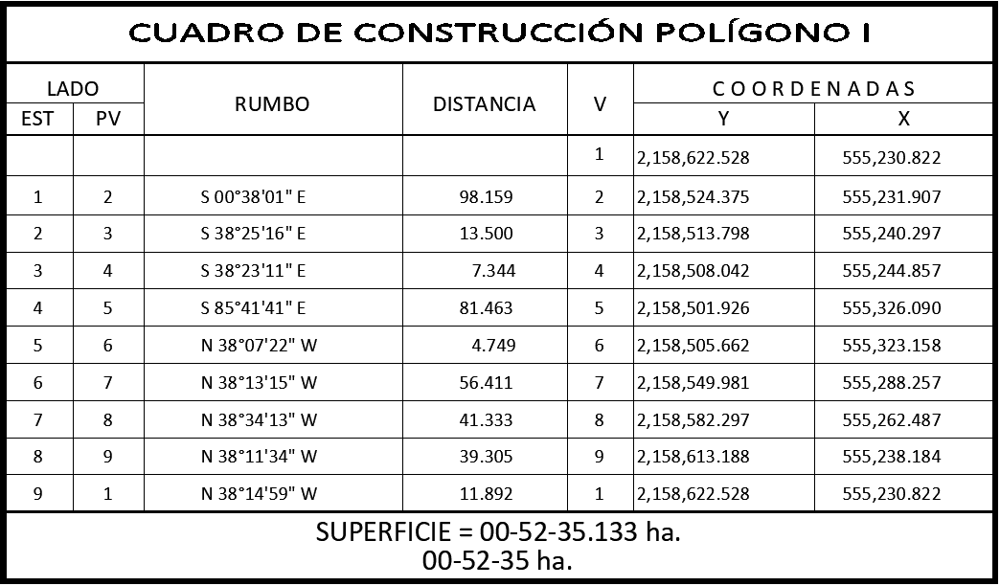 CUADRO DE CONSTRUCCIÓN POLÍGONO I
LADO RUMBO DISTANCIA V COORDENADAS
EST PV Y X
1 2,158,622.528 555,230.822
1 2 S 00°38'01" E 98.159 2 2,158,524.375 555,231.907
2 3 S 38°25'16" E 13.500 3 2,158,513.798 555,240.297
3 4 S 38°23'11" E 7.344 4 2,158,508.042 555,244.857
4 5 S 85°41'41" E 81.463 5 2,158,501.926 555,326.090
5 6 N 38°07'22" W 4.749 6 2,158,505.662 555,323.158
6 7 N 38°13'15" W 56.411 7 2,158,549.981 555,288.257
7 8 N 38°34'13" W 41.333 8 2,158,582.297 555,262.487
8 9 N 38°11'34" W 39.305 9 2,158,613.188 555,238.184
9 1 N 38°14'59" W 11.892 1 2,158,622.528 555,230.822
SUPERFICIE = 00-52-35.133 ha.
00-52-35 ha.